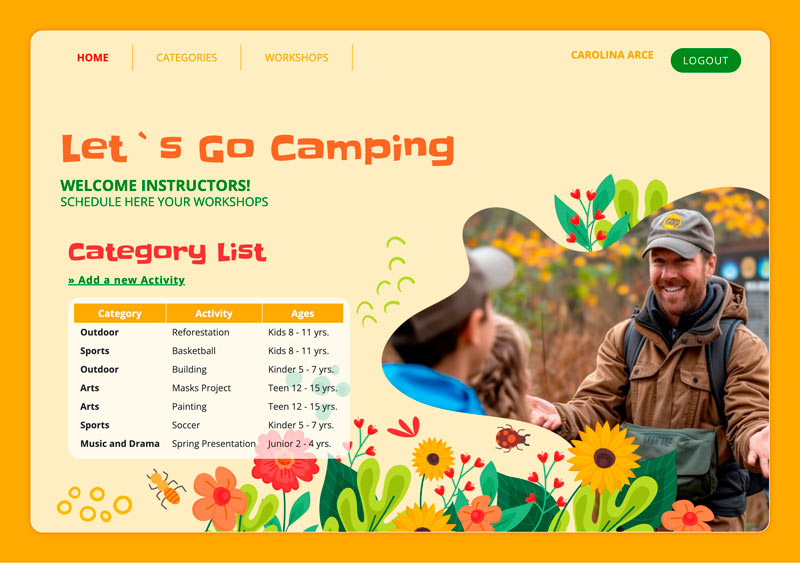 HOME CATEGORIES WORKSHOPS CAROLINA ARCE LOGOUT
Let`s Go Camping
WELCOME INSTRUCTORS!
SCHEDULE HERE YOUR WORKSHOPS
Category List
» Add a new Activity
Category Activity Ages
Outdoor Reforestation Kids 8 - 11 yrs.
Sports Basketball Kids 8 - 11 yrs.
Outdoor Building Kinder 5 - 7 yrs.
Arts Masks Project Teen 12 - 15 yrs.
Arts Painting Teen 12 - 15 yrs.
Sports Soccer Kinder 5 - 7 yrs.
Music and Drama Spring Presentation Junior 2 - 4 yrs.